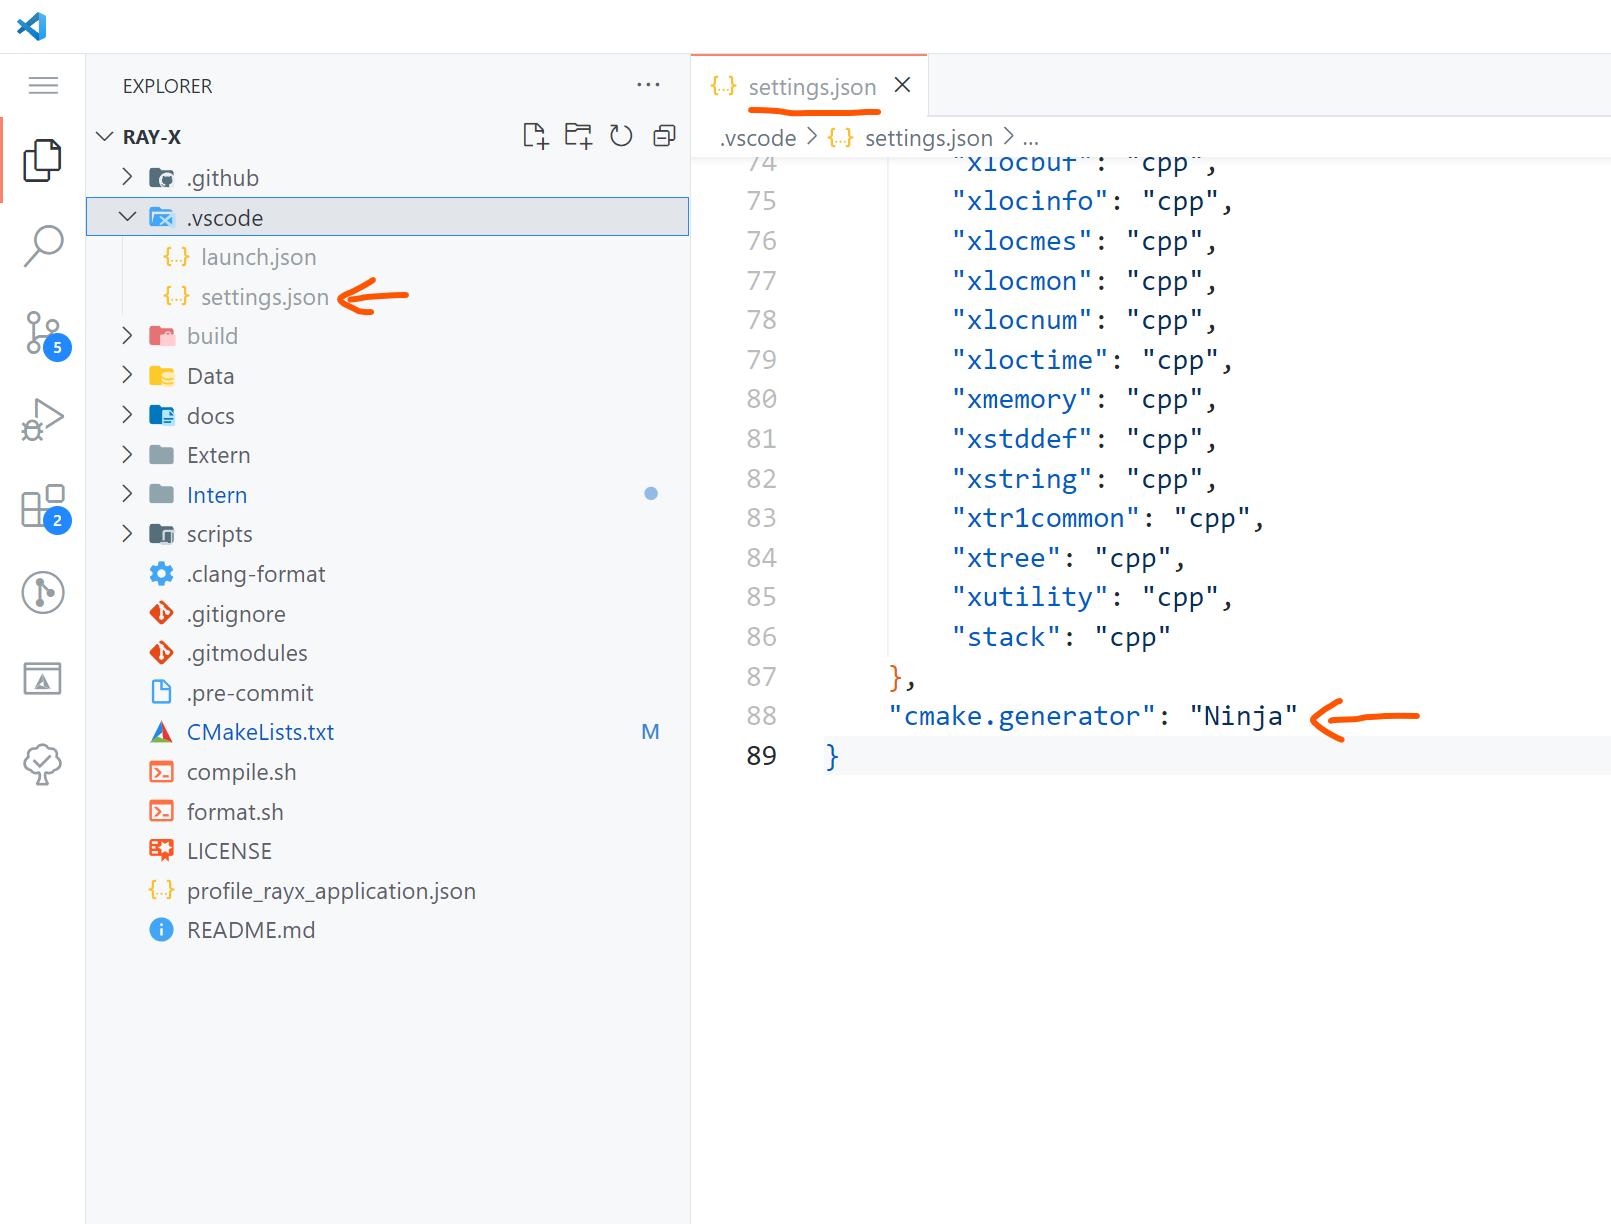 EXPLORER
RAY-X
.github
.vscode
launch.json
settings.json
build
Data
docs
Extern
Intern
scripts
.clang-format
.gitignore
.gitmodules
.pre-commit
CMakeLists.txt M
compile.sh
format.sh
LICENSE
profile_rayx_application.json
README.md
5
2
settings.json
.vscode > {..} settings.json > ...
74 "xlocbuf": "cpp",
75 "xlocinfo": "cpp",
76 "xlocmes": "cpp",
77 "xlocmon": "cpp",
78 "xlocnum": "cpp",
79 "xloctime": "cpp",
80 "xmemory": "cpp",
81 "xstddef": "cpp",
82 "xstring": "cpp",
83 "xtr1common": "cpp",
84 "xtree": "cpp",
85 "xutility": "cpp",
86 "stack": "cpp"
87 },
88 "cmake.generator": "Ninja"
89 }